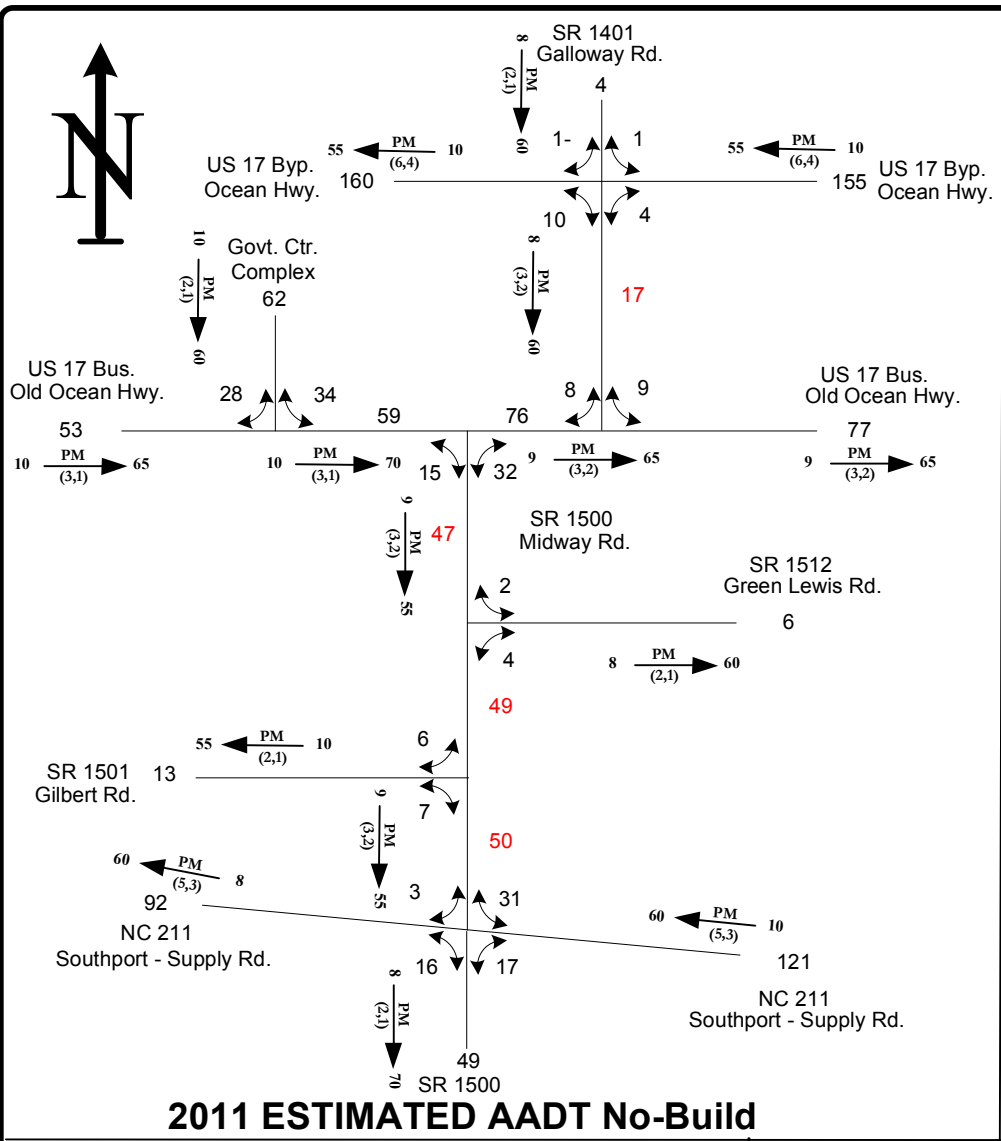 N
8
PM
(2,1)
60
SR 1401
Galloway Rd.
4
1-
1
10
4
55
PM
(6,4)
10
US 17 Byp.
Ocean Hwy.
160
55
PM
(6,4)
10
155
US 17 Byp.
Ocean Hwy.
10
PM
(2,1)
60
Govt. Ctr.
Complex
62
8
PM
(3,2)
60
17
US 17 Bus.
Old Ocean Hwy.
53
28
34
59
76
8
9
US 17 Bus.
Old Ocean Hwy.
77
10
PM
(3,1)
65
10
PM
(3,1)
70
15
32
9
PM
(3,2)
65
9
PM
(3,2)
65
9
PM
(3,2)
55
47
SR 1500
Midway Rd.
2
4
SR 1512
Green Lewis Rd.
6
8
PM
(2,1)
60
49
55
PM
(2,1)
10
6
7
SR 1501
Gilbert Rd.
13
9
PM
(3,2)
55
50
60
PM
(5,3)
8
92
NC 211
Southport - Supply Rd.
3
31
16
17
60
PM
(5,3)
10
121
NC 211
Southport - Supply Rd.
8
PM
(2,1)
70
49
SR 1500
2011 ESTIMATED AADT No-Build